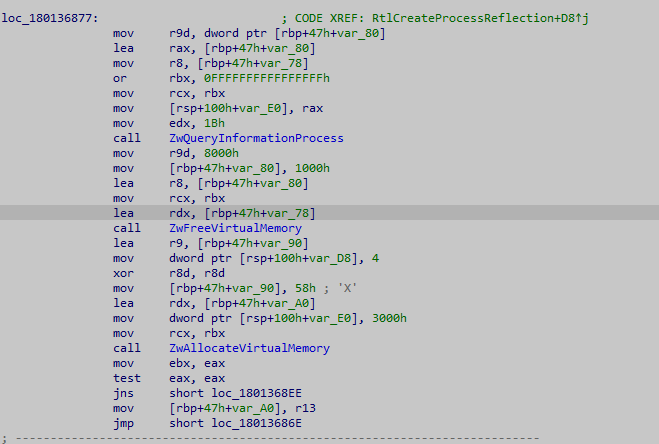 loc_180136877: ; CODE XREF: RtlCreateProcessReflection+D8↑j
mov r9d, dword ptr [rbp+47h+var_80]
lea rax, [rbp+47h+var_80]
mov r8, [rbp+47h+var_78]
or rbx, 0FFFFFFFFFFFFFFFFh
mov rcx, rbx
mov [rsp+100h+var_E0], rax
mov edx, 1Bh
call ZwQueryInformationProcess
mov r9d, 8000h
mov [rbp+47h+var_80], 1000h
lea r8, [rbp+47h+var_80]
mov rcx, rbx
lea rdx, [rbp+47h+var_78]
call ZwFreeVirtualMemory
lea r9, [rbp+47h+var_90]
mov dword ptr [rsp+100h+var_D8], 4
xor r8d, r8d
mov [rbp+47h+var_90], 58h ; 'X'
lea rdx, [rbp+47h+var_A0]
mov dword ptr [rsp+100h+var_E0], 3000h
mov rcx, rbx
call ZwAllocateVirtualMemory
mov ebx, eax
test eax, eax
jns short loc_1801368EE
mov [rbp+47h+var_A0], r13
jmp short loc_18013686E
; ---------------------------------------------------------------------------